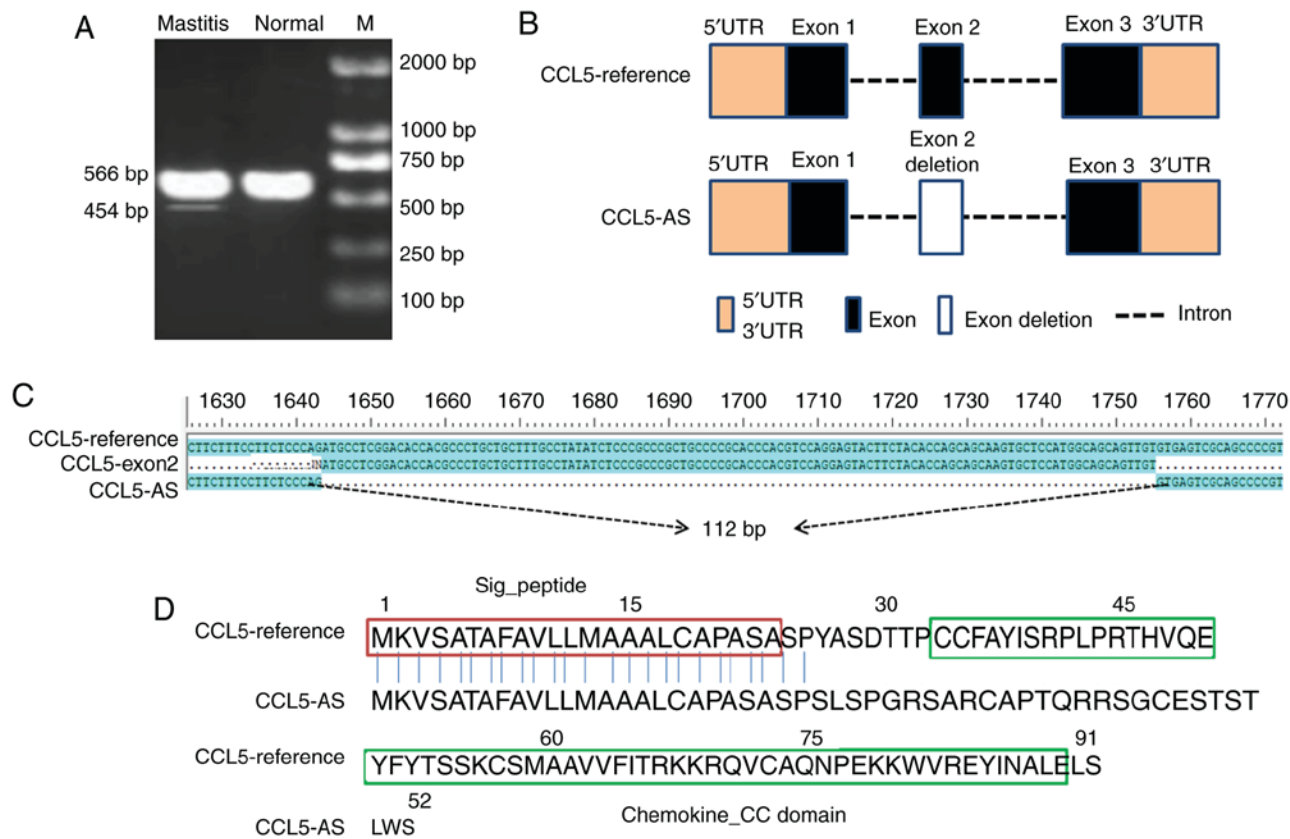 A
Mastitis Normal M
2000 bp
1000 bp
750 bp
566 bp
454 bp
500 bp
250 bp
100 bp
B
5′UTR Exon 1 Exon 2 Exon 3 3′UTR
CCL5-reference
5′UTR Exon 1 Exon 2 deletion Exon 3 3′UTR
CCL5-AS
5′UTR
3′UTR
Exon Exon deletion Intron
C
1630 1640 1650 1660 1670 1680 1690 1700 1710 1720 1730 1740 1750 1760 1770
CCL5-reference CTTCTTTCCTTCTCCCAGATGCCTCGGACACCACGCCCTGCTGCTTTGCCTATATCTCCCGCCCGCTGCCCCGCACCCACGTCCAGGAGTACTTCTACACCAGCAGCAAGTGCTCCATGGCAGCAGTTGTGTGAGTCGCAGCCCCGT
CCL5-exon2 ATGCCTCGGACACCACGCCCTGCTGCTTTGCCTATATCTCCCGCCCGCTGCCCCGCACCCACGTCCAGGAGTACTTCTACACCAGCAGCAAGTGCTCCATGGCAGCAGTTGT
CCL5-AS CTTCTTTCCTTCTCCCAG GTGAGTCGCAGCCCCGT
112 bp
D
Sig_peptide
1 15 30 45
CCL5-reference MKVSATAFAVLLMAAALCAPASASPYASDTTPCCFAYISRPLPRTHVQE
CCL5-AS MKVSATAFAVLLMAAALCAPASASPSLSPGRSARCAPTQRRSGCESTST
60 75 91
CCL5-reference YFYTSSKCSMAAVVFITRKKRQVCAQNPEKKWVREYINALELS
52
CCL5-AS LWS
Chemokine_CC domain